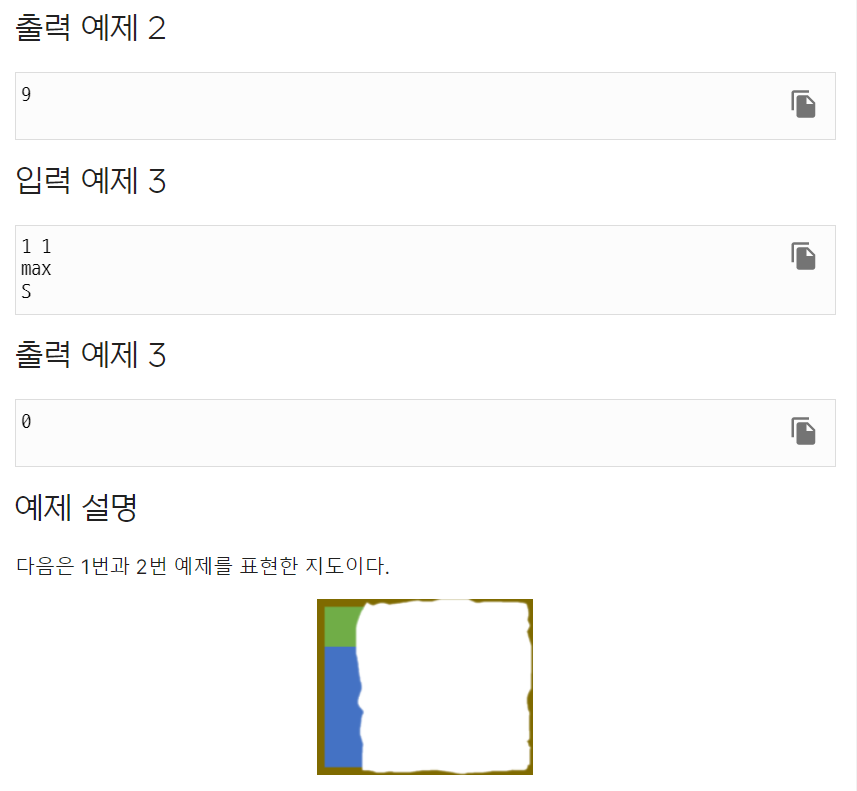 출력 예제 2
9
입력 예제 3
1 1
max
S
출력 예제 3
0
예제 설명
다음은 1번과 2번 예제를 표현한 지도이다.